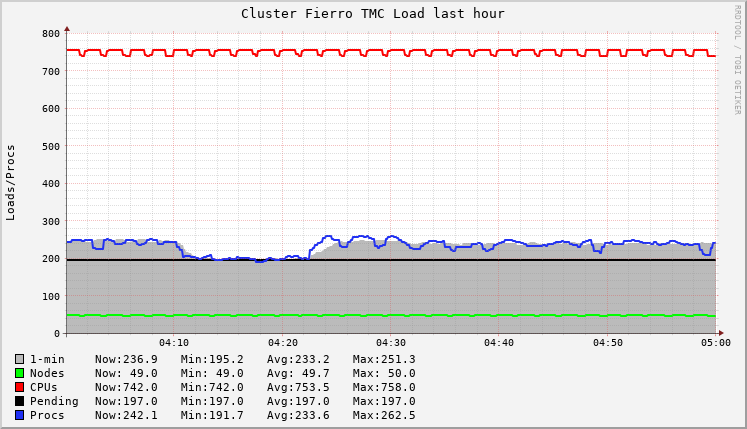 Cluster Fierro TMC Load last hour
RRDTOOL / TOBI OETIKER
Loads/Procs
800
700
600
500
400
300
200
100
0
04:10 04:20 04:30 04:40 04:50 05:00
1-min Now:236.9 Min:195.2 Avg:233.2 Max:251.3
Nodes Now: 49.0 Min: 49.0 Avg: 49.7 Max: 50.0
CPUs Now:742.0 Min:742.0 Avg:753.5 Max:758.0
Pending Now:197.0 Min:197.0 Avg:197.0 Max:197.0
Procs Now:242.1 Min:191.7 Avg:233.6 Max:262.5